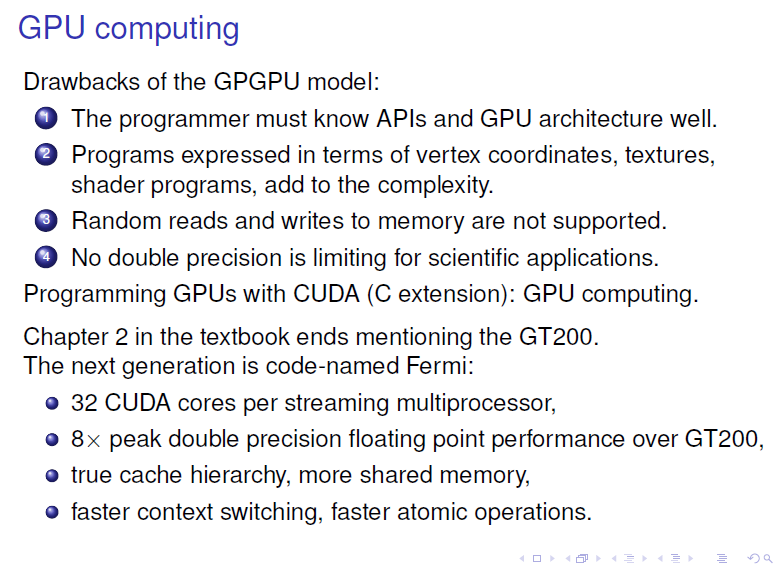 GPU computing
Drawbacks of the GPGPU model:
1 The programmer must know APIs and GPU architecture well.
2 Programs expressed in terms of vertex coordinates, textures,
shader programs, add to the complexity.
3 Random reads and writes to memory are not supported.
4 No double precision is limiting for scientific applications.
Programming GPUs with CUDA (C extension): GPU computing.
Chapter 2 in the textbook ends mentioning the GT200.
The next generation is code-named Fermi:
32 CUDA cores per streaming multiprocessor,
8× peak double precision floating point performance over GT200,
true cache hierarchy, more shared memory,
faster context switching, faster atomic operations.